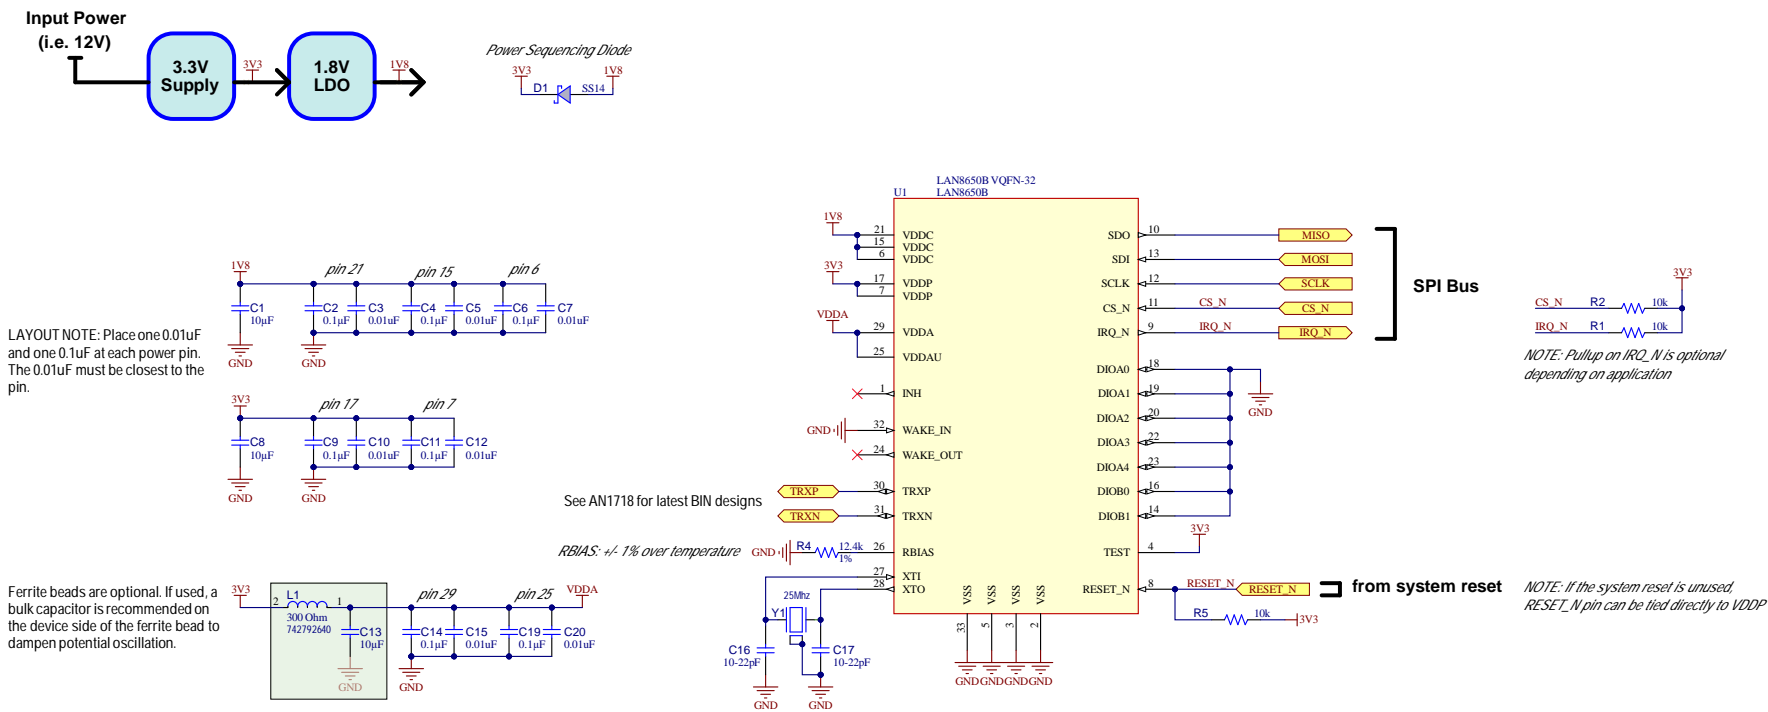 Input Power
(i.e. 12V)
3.3V
Supply
3V3
1.8V
LDO
1V8
Power Sequencing Diode
3V3
1V8
D1
SS14
LAN8650B VQFN-32
U1
LAN8650B
1V8
21
VDDC
15
VDDC
6
VDDC
3V3
17
VDDP
7
VDDP
VDDA
29
VDDA
25
VDDAU
1
INH
GND
32
WAKE_IN
24
WAKE_OUT
See AN1718 for latest BIN designs
TRXP
30
TRXP
TRXN
31
TRXN
RBIAS: +/- 1% over temperature
GND
R4
12.4k
1%
26
RBIAS
27
XTI
28
XTO
25Mhz
Y1
C16
10-22pF
C17
10-22pF
GND
GND
SDO
10
MISO
SDI
13
MOSI
SCLK
12
SCLK
CS_N
11
CS_N
CS_N
IRQ_N
9
IRQ_N
IRQ_N
SPI Bus
DIOA0
18
DIOA1
19
DIOA2
20
DIOA3
22
DIOA4
23
DIOB0
16
DIOB1
14
GND
TEST
4
3V3
RESET_N
8
RESET_N
RESET_N
from system reset
R5
10k
3V3
VSS
VSS
VSS
VSS
33
5
3
2
GND
GND
GND
GND
3V3
CS_N
R2
10k
IRQ_N
R1
10k
NOTE: Pullup on IRQ_N is optional
depending on application
NOTE: If the system reset is unused,
RESET_N pin can be tied directly to VDDP
LAYOUT NOTE: Place one 0.01uF
and one 0.1uF at each power pin.
The 0.01uF must be closest to the
pin.
1V8
pin 21
pin 15
pin 6
C1
10µF
C2
0.1µF
C3
0.01uF
C4
0.1µF
C5
0.01uF
C6
0.1µF
C7
0.01uF
GND
GND
3V3
pin 17
pin 7
C8
10µF
C9
0.1µF
C10
0.01uF
C11
0.1µF
C12
0.01uF
GND
GND
Ferrite beads are optional. If used, a
bulk capacitor is recommended on
the device side of the ferrite bead to
dampen potential oscillation.
3V3
2
L1
1
300 Ohm
742792640
C13
10µF
GND
pin 29
pin 25
VDDA
C14
0.1µF
C15
0.01uF
C19
0.1µF
C20
0.01uF
GND